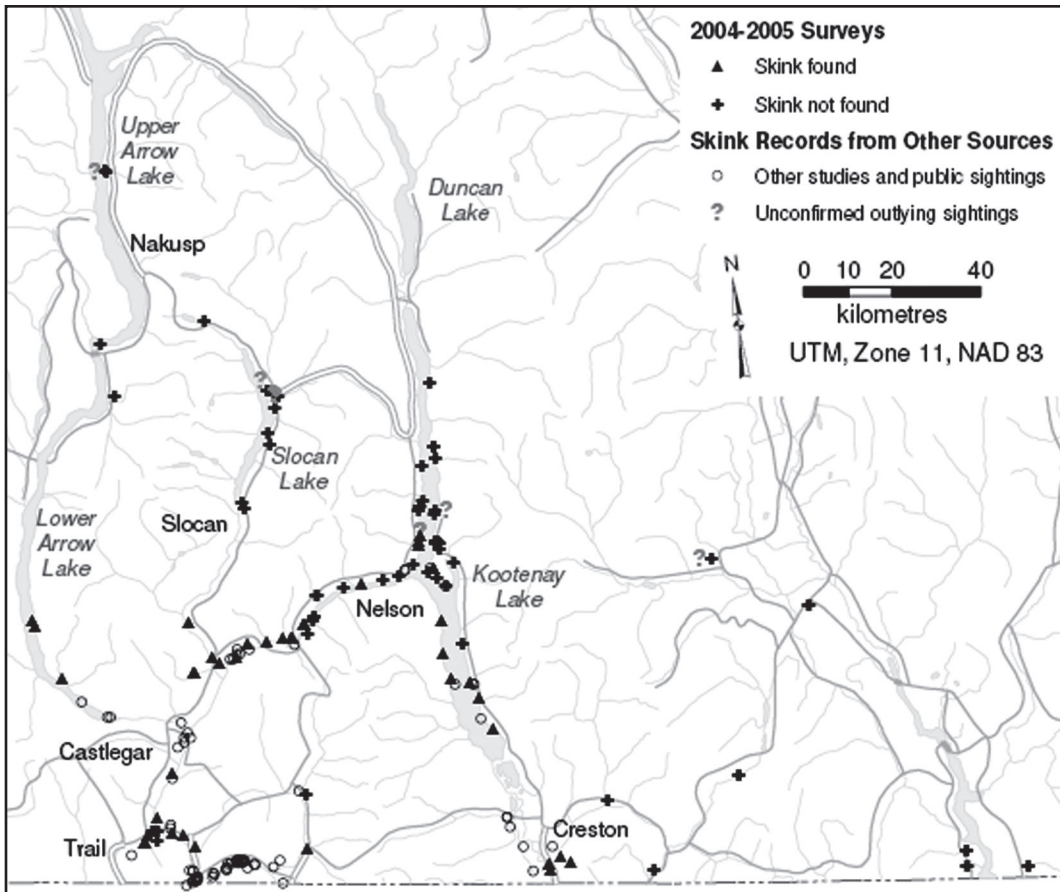 2004-2005 Surveys
Skink found
Skink not found
Skink Records from Other Sources
Other studies and public sightings
? Unconfirmed outlying sightings
N
0 10 20 40
kilometres
UTM, Zone 11, NAD 83
Upper
Arrow
Lake
?
Duncan
Lake
Nakusp
?
Slocan
Lake
Slocan
Lower
Arrow
Lake
?
?
?
Kootenay
Lake
Nelson
Castlegar
Trail
Creston